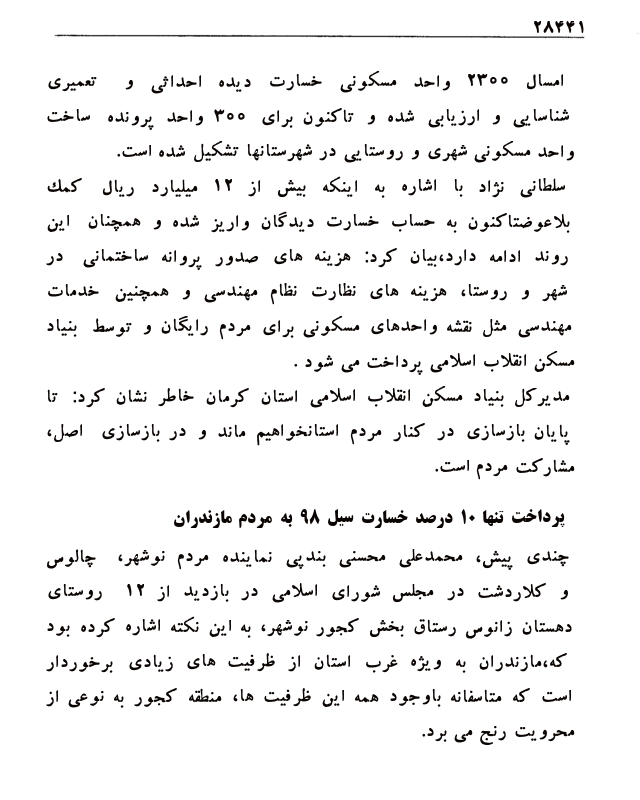 ۲۸۴۴۱
امسال ۲۳۰۰ واحد مسکونی خسارت دیده احداثی و تعمیری
شناسایی و ارزیابی شده و تاکنون برای ۳۰۰ واحد پرونده ساخت
واحد مسکونی شهری و روستایی در شهرستانها تشکیل شده است.
سلطانی نژاد با اشاره به اینکه بیش از ۱۲ میلیارد ریال کمك
بلاعوضتاکنون به حساب خسارت دیدگان واریز شده و همچنان این
روند ادامه دارد،بیان کرد: هزینه های صدور پروانه ساختمانی در
شهر و روستا، هزینه های نظارت نظام مهندسی و همچنین خدمات
مهندسی مثل نقشه واحدهای مسکونی برای مردم رایگان و توسط بنیاد
مسکن انقلاب اسلامی پرداخت می شود .
مدیرکل بنیاد مسکن انقلاب اسلامی استان کرمان خاطر نشان کرد: تا
پایان بازسازی در کنار مردم استانخواهیم ماند و در بازسازی اصل،
مشارکت مردم است.
پرداخت تنها ۱۰ درصد خسارت سیل ۹۸ به مردم مازندران
چندی پیش، محمدعلی محسنی بندپی نماینده مردم نوشهر، چالوس
و کلاردشت در مجلس شورای اسلامی در بازدید از ۱۲ روستای
دهستان زانوس رستاق بخش کجور نوشهر، به این نکته اشاره کرده بود
که،مازندران به ویژه غرب استان از ظرفیت های زیادی برخوردار
است که متاسفانه باوجود همه این ظرفیت ها، منطقه کجور به نوعی از
محرویت رنج می برد.